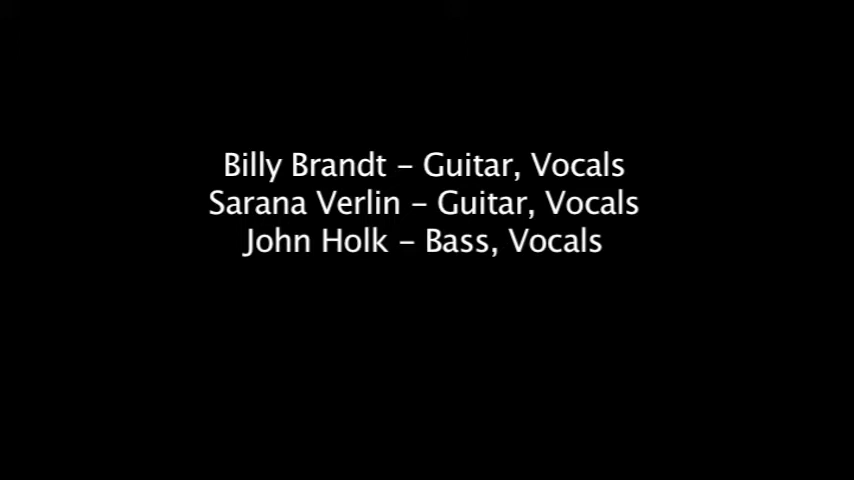 Billy Brandt – Guitar, Vocals
Sarana Verlin – Guitar, Vocals
John Holk – Bass, Vocals